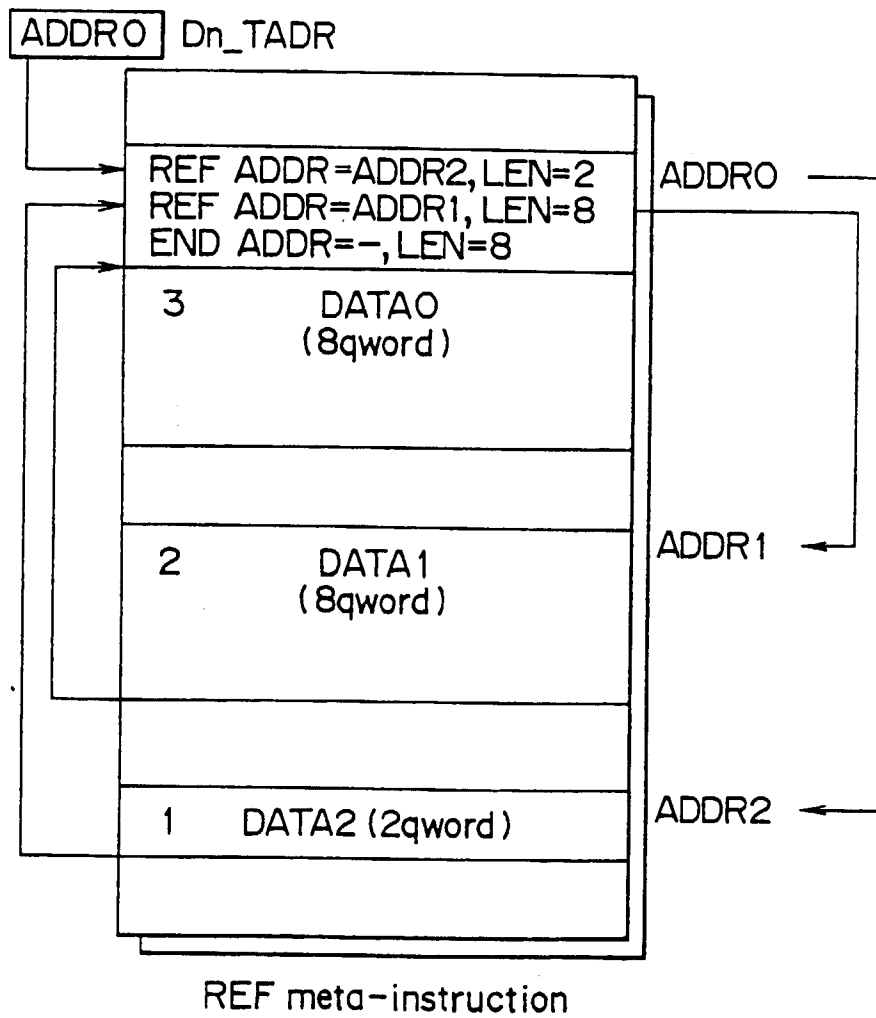 ADDR0 Dn_TADR
REF ADDR=ADDR2, LEN=2
ADDR0
REF ADDR=ADDR1, LEN=8
END ADDR=-, LEN=8
3 DATA0
(8qword)
ADDR1
2 DATA1
(8qword)
ADDR2
1 DATA2 (2qword)
REF meta-instruction